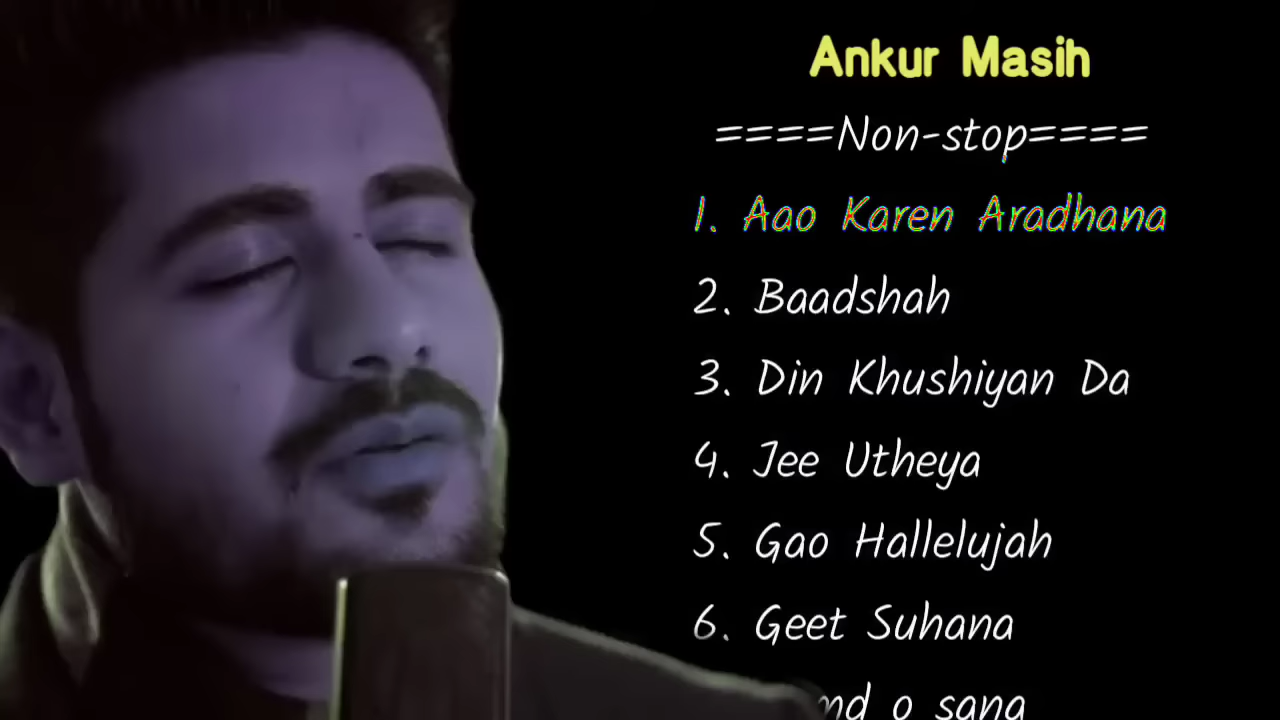 Ankur Masih
====Non-stop====
1. Aao Karen Aradhana
2. Baadshah
3. Din Khushiyan Da
4. Jee Utheya
5. Gao Hallelujah
6. Geet Suhana
o sang